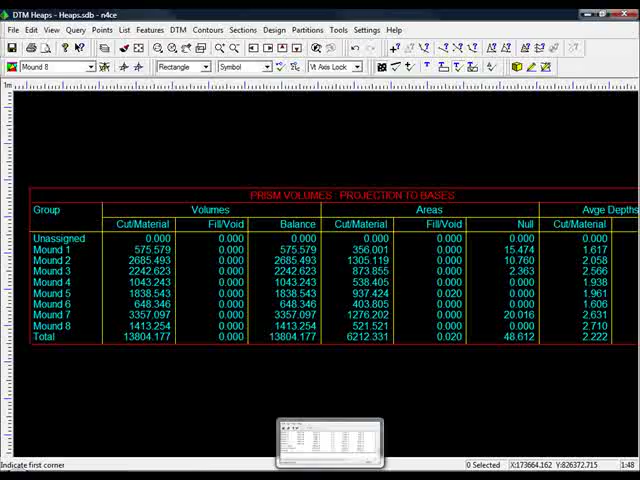 DTM Heaps - Heaps.sdb - n4ce
File Edit View Query Points List Features DTM Contours Sections Design Partitions Tools Settings Help
Rectangle Symbol
Mound 8 Vt Axis Lock
1m
PRISM VOLUMES : PROJECTION TO BASES
Group Volumes Areas Avge Depths
Cut/Material Fill/Void Balance Cut/Material Fill/Void Null Cut/Material
Unassigned 0.000 0.000 0.000 0.000 0.000 0.000 0.000
Mound 1 575.579 0.000 575.579 356.001 0.000 15.474 1.617
Mound 2 2685.493 0.000 2685.493 1305.119 0.000 10.760 2.058
Mound 3 2242.623 0.000 2242.623 873.855 0.000 2.363 2.566
Mound 4 1043.243 0.000 1043.243 538.405 0.000 0.000 1.938
Mound 5 1838.543 0.000 1838.543 937.424 0.020 0.000 1.961
Mound 6 648.346 0.000 648.346 403.805 0.000 0.000 1.606
Mound 7 3357.097 0.000 3357.097 1276.202 0.000 20.016 2.631
Mound 8 1413.254 0.000 1413.254 521.521 0.000 0.000 2.710
Total 13804.177 0.000 13804.177 6212.331 0.020 48.612 2.222
Indicate first corner 0 Selected X:173664.162 Y:826372.715 1:48